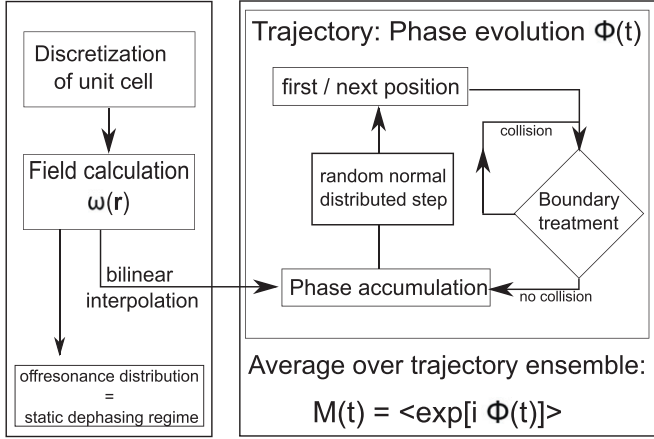 Discretization
of unit cell
Field calculation
ω(r)
bilinear
interpolation
offresonance distribution
=
static dephasing regime
Trajectory: Phase evolution Φ(t)
first / next position
collision
random normal
distributed step
Boundary
treatment
Phase accumulation
no collision
Average over trajectory ensemble:
M(t) = <exp[i Φ(t)]>